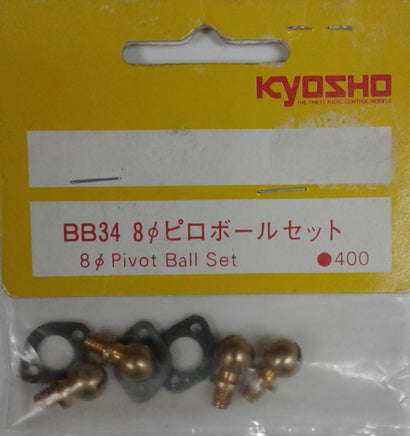 KYOSHO
THE FINEST RADIO CONTROL MODELS
BB34 8φピロボールセット
8φ Pivot Ball Set ●400